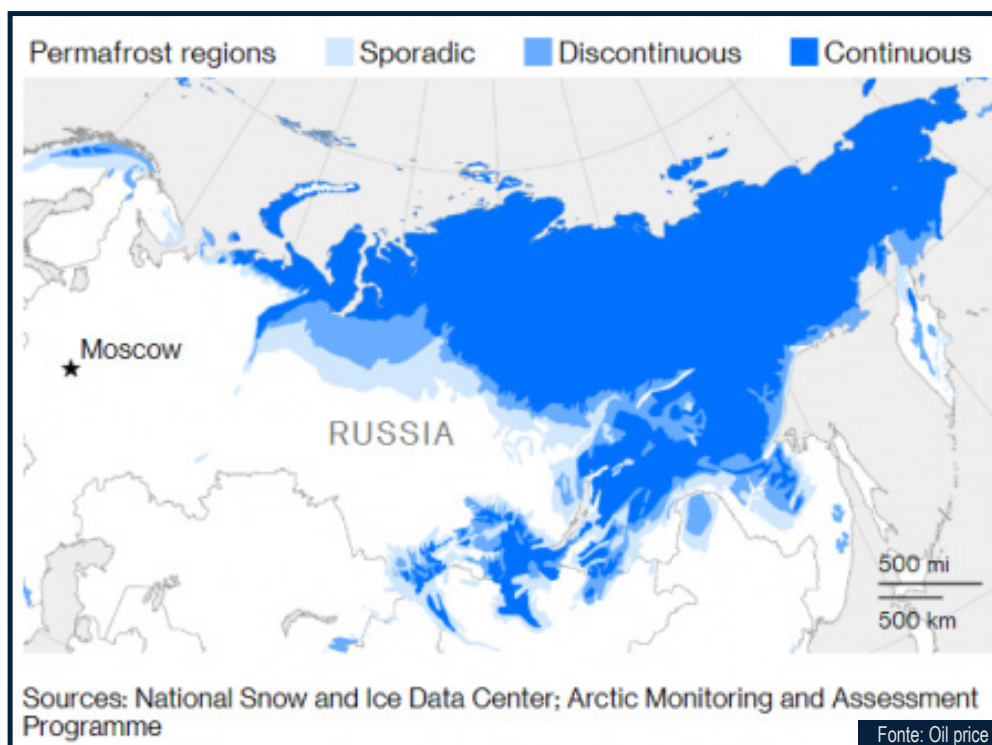 Permafrost regions Sporadic Discontinuous Continuous
Moscow
RUSSIA
500 mi
500 km
Sources: National Snow and Ice Data Center; Arctic Monitoring and Assessment
Programme
Fonte: Oil price